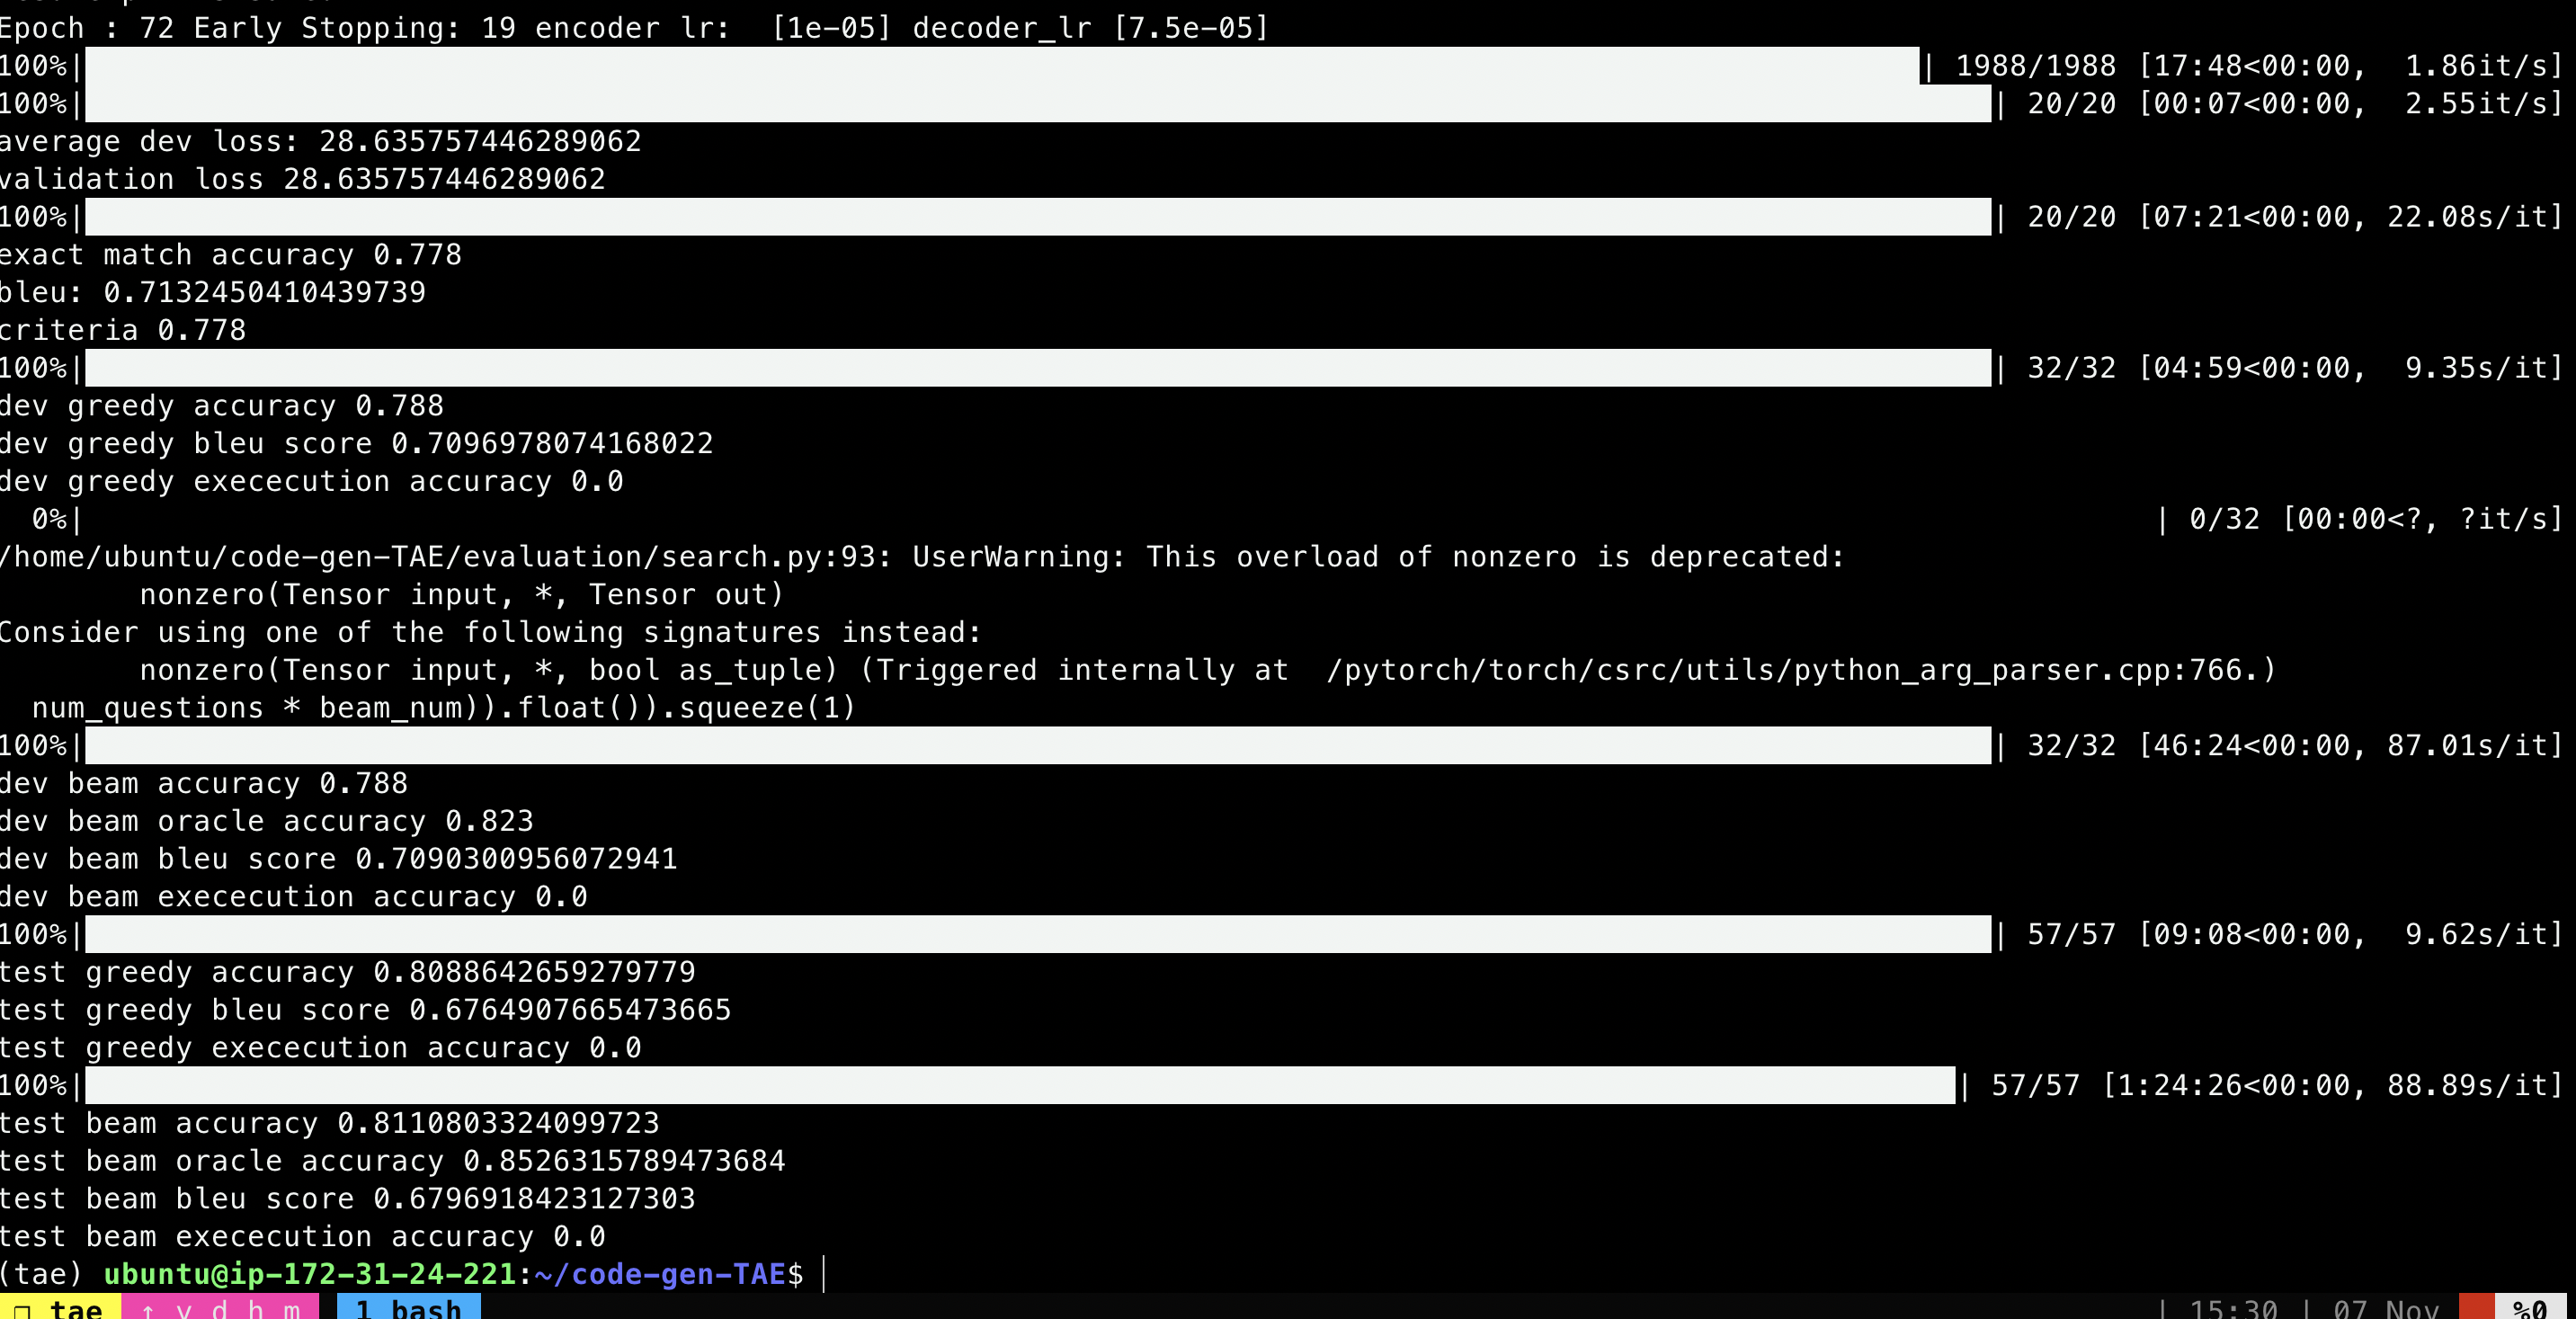 Epoch : 72 Early Stopping: 19 encoder lr:  [1e-05] decoder_lr [7.5e-05]
100%| | 1988/1988 [17:48<00:00,  1.86it/s]
100%| | 20/20 [00:07<00:00,  2.55it/s]
average dev loss: 28.635757446289062
validation loss 28.635757446289062
100%| | 20/20 [07:21<00:00, 22.08s/it]
exact match accuracy 0.778
bleu: 0.7132450410439739
criteria 0.778
100%| | 32/32 [04:59<00:00,  9.35s/it]
dev greedy accuracy 0.788
dev greedy bleu score 0.7096978074168022
dev greedy exececution accuracy 0.0
  0%| | 0/32 [00:00<?, ?it/s]
/home/ubuntu/code-gen-TAE/evaluation/search.py:93: UserWarning: This overload of nonzero is deprecated:
        nonzero(Tensor input, *, Tensor out)
Consider using one of the following signatures instead:
        nonzero(Tensor input, *, bool as_tuple) (Triggered internally at  /pytorch/torch/csrc/utils/python_arg_parser.cpp:766.)
  num_questions * beam_num)).float()).squeeze(1)
100%| | 32/32 [46:24<00:00, 87.01s/it]
dev beam accuracy 0.788
dev beam oracle accuracy 0.823
dev beam bleu score 0.7090300956072941
dev beam exececution accuracy 0.0
100%| | 57/57 [09:08<00:00,  9.62s/it]
test greedy accuracy 0.8088642659279779
test greedy bleu score 0.6764907665473665
test greedy exececution accuracy 0.0
100%| | 57/57 [1:24:26<00:00, 88.89s/it]
test beam accuracy 0.8110803324099723
test beam oracle accuracy 0.8526315789473684
test beam bleu score 0.6796918423127303
test beam exececution accuracy 0.0
(tae) ubuntu@ip-172-31-24-221:~/code-gen-TAE$
❐ tae ↑ y d h m 1 bash | 15:30 | 07 Nov %0